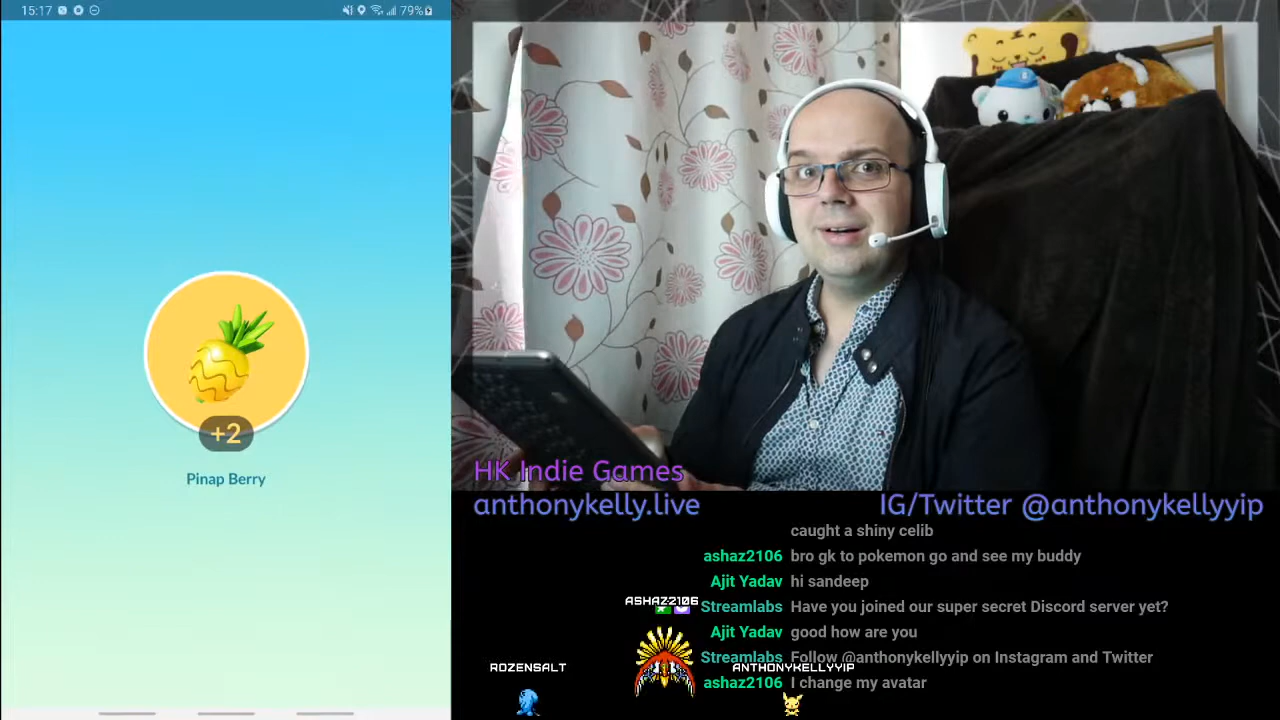 15:17
79%
+2
Pinap Berry
HK Indie Games
anthonykelly.live
IG/Twitter @anthonykellyyip
caught a shiny celib
ashaz2106 bro gk to pokemon go and see my buddy
Ajit Yadav hi sandeep
ASHAZ2106
Streamlabs Have you joined our super secret Discord server yet?
Ajit Yadav good how are you
Streamlabs Follow @anthonykellyyip on Instagram and Twitter
ROZENSALT
ANTHONYKELLYYIP
ashaz2106 I change my avatar